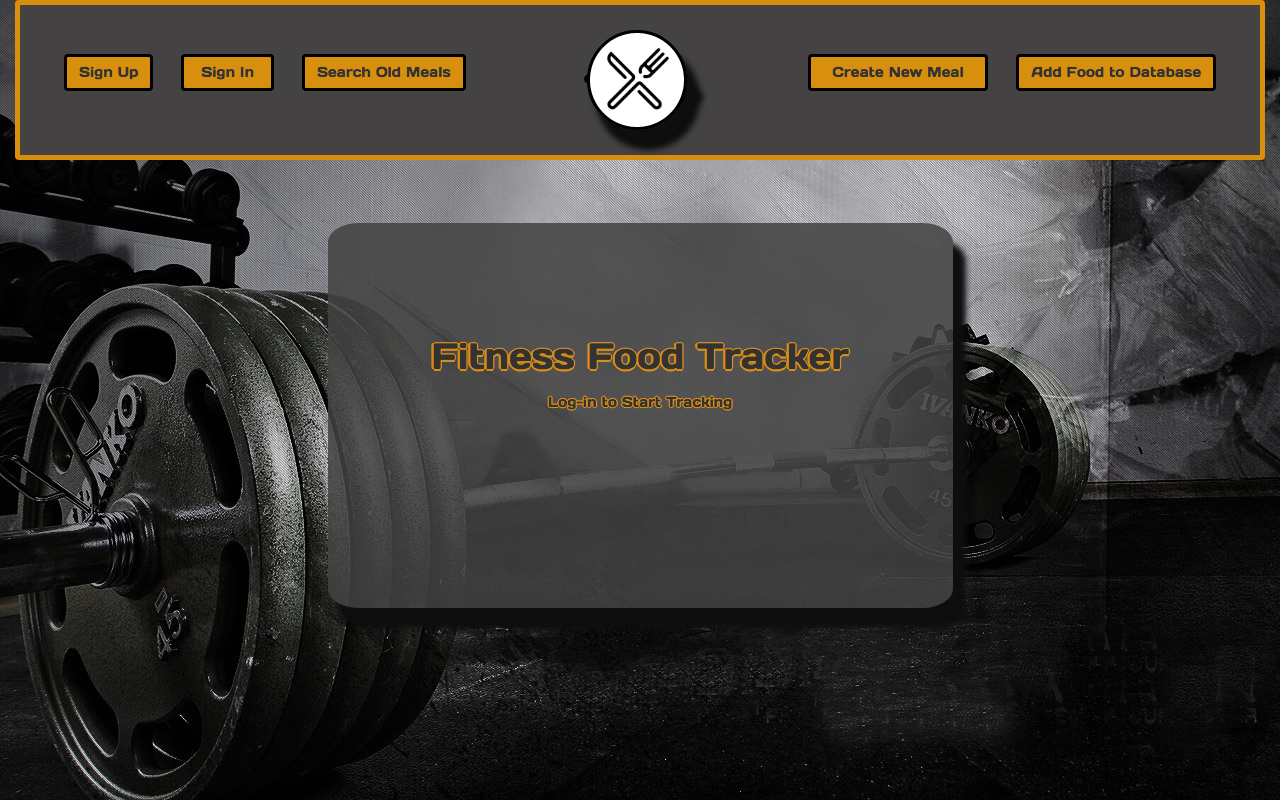 Sign Up
Sign In
Search Old Meals
Create New Meal
Add Food to Database
Fitness Food Tracker
Log-in to Start Tracking
IVANKO
ANKO
45
45